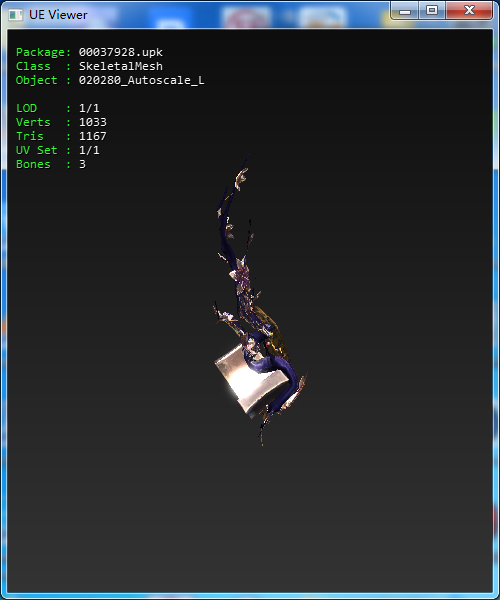 UE Viewer
Package: 00037928.upk
Class : SkeletalMesh
Object : 020280_Autoscale_L
LOD : 1/1
Verts : 1033
Tris : 1167
UV Set : 1/1
Bones : 3